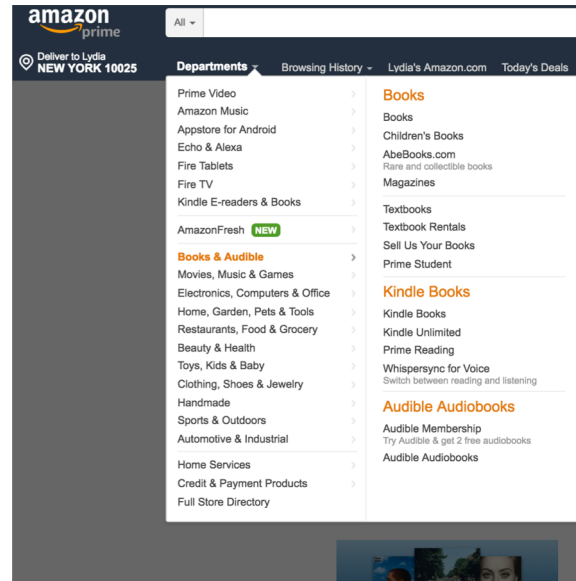 amazon
prime
All
Deliver to Lydia
NEW YORK 10025
Departments
Browsing History
Lydia's Amazon.com
Today's Deals
Prime Video
Amazon Music
Appstore for Android
Echo & Alexa
Fire Tablets
Fire TV
Kindle E-readers & Books
AmazonFresh NEW
Books & Audible
Movies, Music & Games
Electronics, Computers & Office
Home, Garden, Pets & Tools
Restaurants, Food & Grocery
Beauty & Health
Toys, Kids & Baby
Clothing, Shoes & Jewelry
Handmade
Sports & Outdoors
Automotive & Industrial
Home Services
Credit & Payment Products
Full Store Directory
Books
Books
Children's Books
AbeBooks.com
Rare and collectible books
Magazines
Textbooks
Textbook Rentals
Sell Us Your Books
Prime Student
Kindle Books
Kindle Books
Kindle Unlimited
Prime Reading
Whispersync for Voice
Switch between reading and listening
Audible Audiobooks
Audible Membership
Try Audible & get 2 free audiobooks
Audible Audiobooks